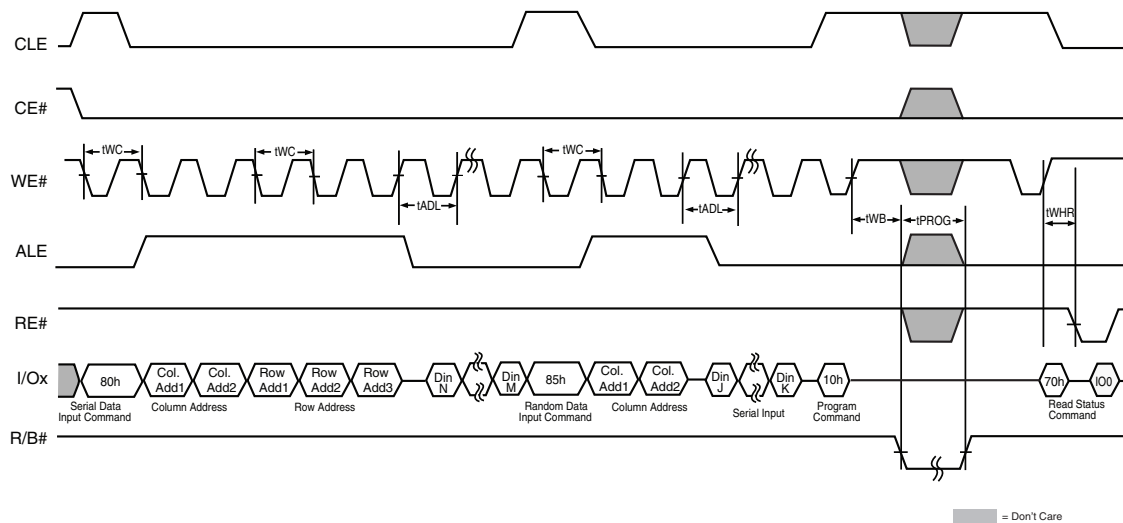 CLE
CE#
tWC
tWC
tWC
WE#
tADL
tADL
tWB
tPROG
tWHR
ALE
RE#
I/Ox
80h
Col. Add1
Col. Add2
Row Add1
Row Add2
Row Add3
Din N
Din M
85h
Col. Add1
Col. Add2
Din J
Din K
10h
70h
IO0
Serial Data Input Command
Column Address
Row Address
Random Data Input Command
Column Address
Serial Input
Program Command
Read Status Command
R/B#
= Don't Care